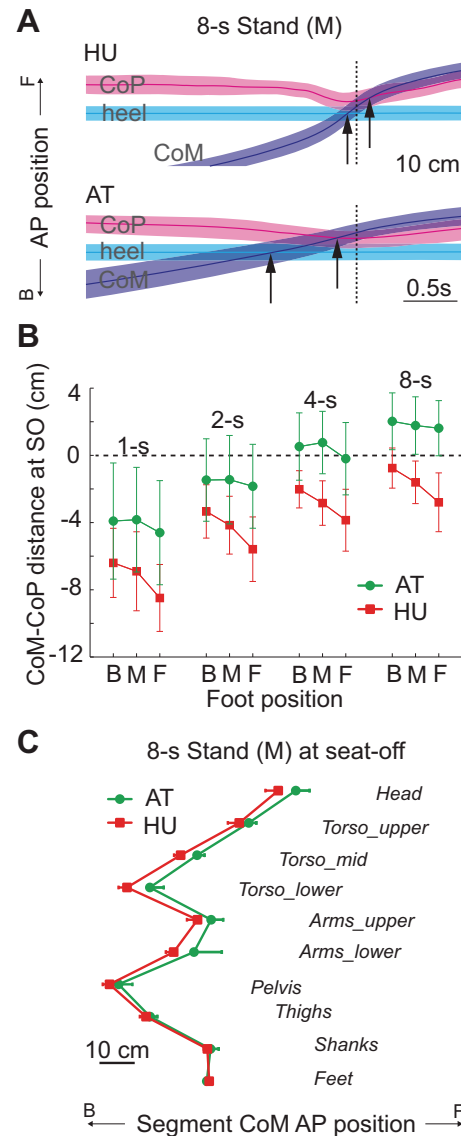 A
8-s Stand (M)
HU
CoP
heel
CoM
10 cm
AT
CoP
heel
CoM
0.5s
B ← AP position → F
B
CoM-CoP distance at SO (cm)
4
0
-4
-8
-12
1-s
2-s
4-s
8-s
AT
HU
B M F B M F B M F B M F
Foot position
C
8-s Stand (M) at seat-off
AT
HU
Head
Torso_upper
Torso_mid
Torso_lower
Arms_upper
Arms_lower
Pelvis
Thighs
Shanks
Feet
10 cm
B ← Segment CoM AP position → F